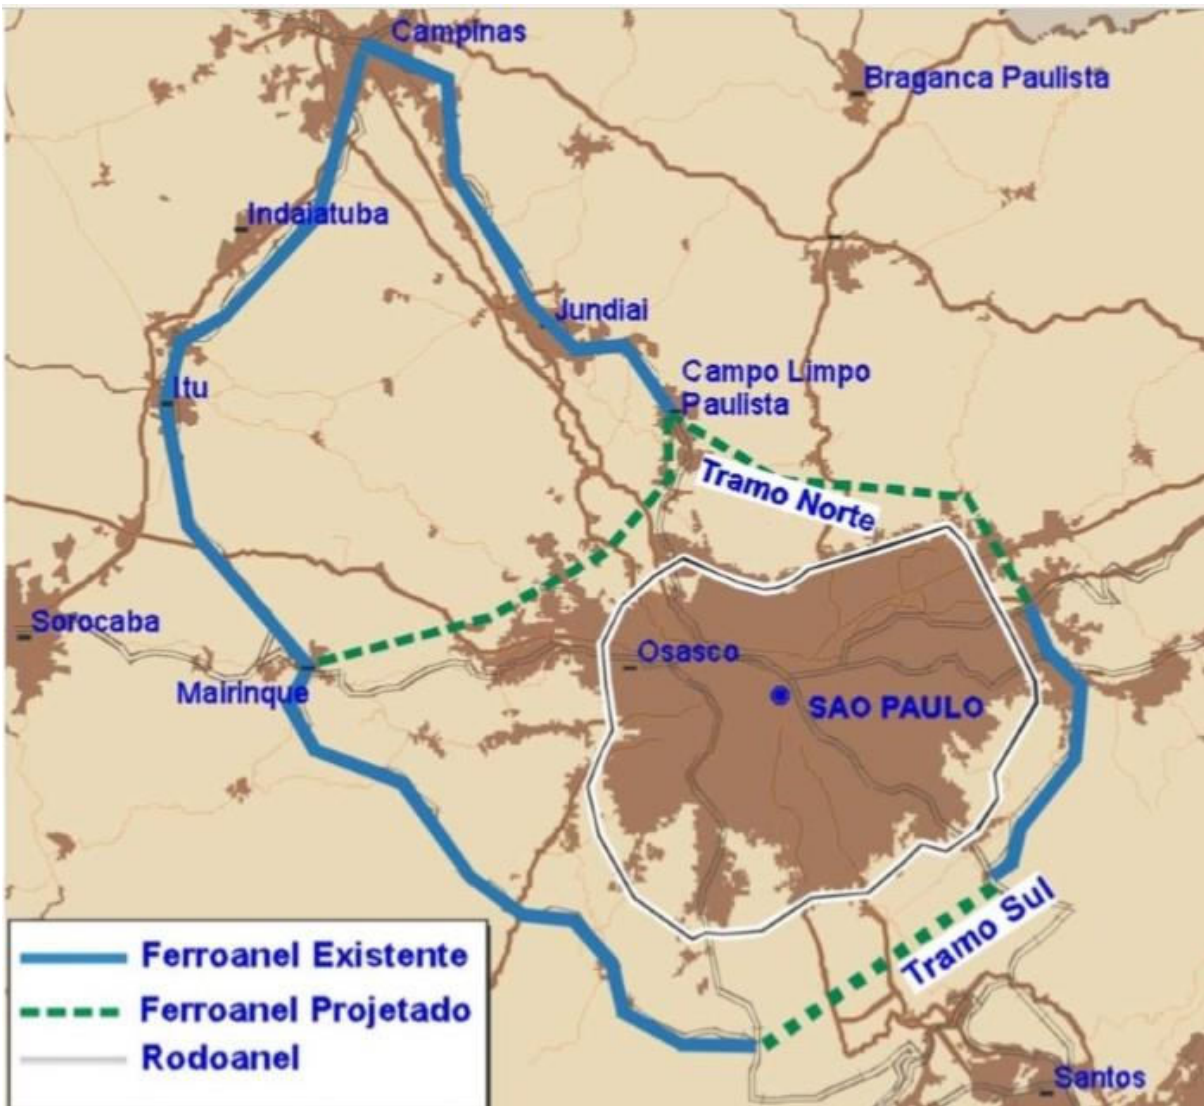 Campinas
Braganca Paulista
Indaiatuba
Jundiai
Campo Limpo
Paulista
Itu
Tramo Norte
Sorocaba
Osasco
Mairinque
SAO PAULO
Tramo Sul
Ferroanel Existente
Ferroanel Projetado
Rodoanel
Santos